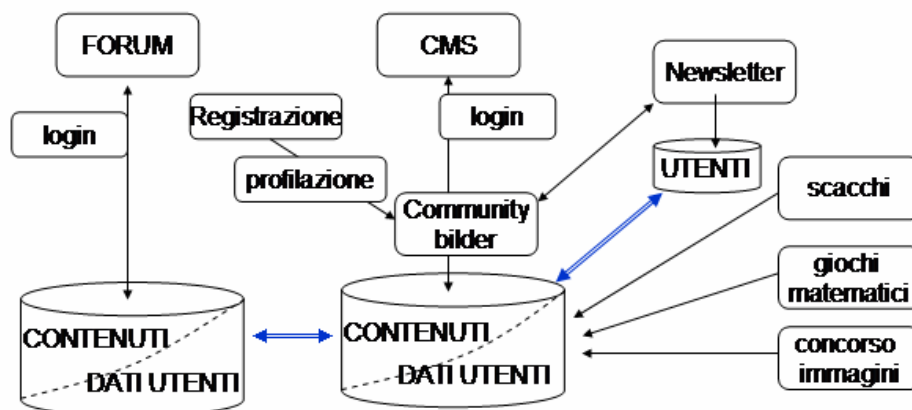 FORUM
CMS
Newsletter
login
Registrazione
login
profilazione
UTENTI
scacchi
Community
bilder
giochi
matematici
CONTENUTI
DATI UTENTI
CONTENUTI
DATI UTENTI
concorso
immagini